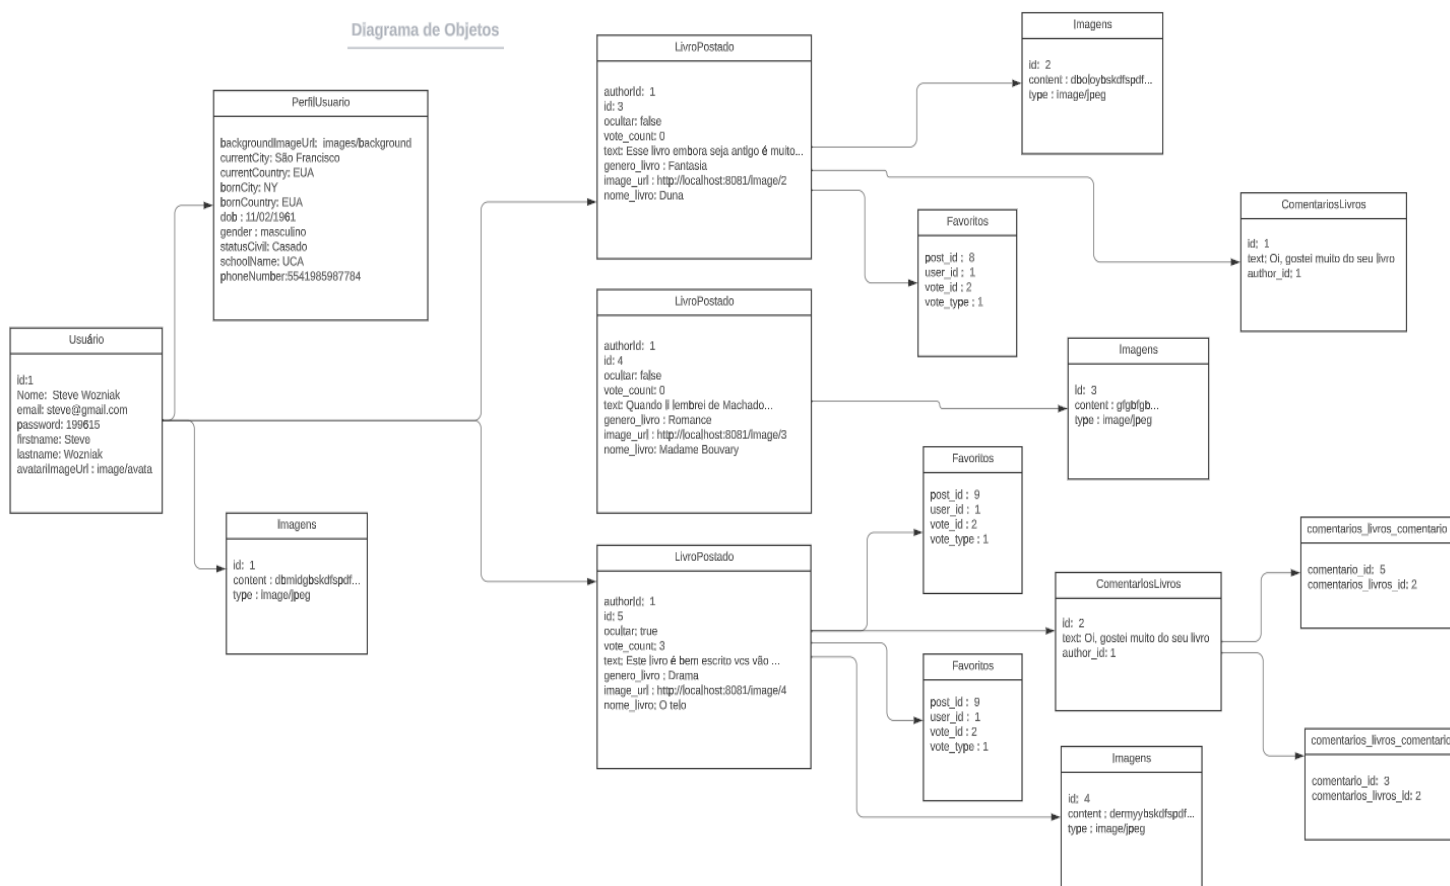 Diagrama de Objetos
PerfilUsuario
backgroundImageUrl: images/background
currentCity: São Francisco
currentCountry: EUA
bornCity: NY
bornCountry: EUA
dob : 11/02/1961
gender : masculino
statusCivil: Casado
schoolName: UCA
phoneNumber:5541985987784
Usuário
id:1
Nome: Steve Wozniak
email: steve@gmail.com
password: 199615
firstname: Steve
lastname: Wozniak
avatarilmageUrl : image/avata
Imagens
id: 1
content : dbmidgbskdfspdf...
type : image/jpeg
LivroPostado
authorId: 1
id: 3
ocultar: false
vote_count: 0
text: Esse livro embora seja antigo é muito...
genero_livro : Fantasia
image_url : http://localhost:8081/image/2
nome_livro: Duna
LivroPostado
authorId: 1
id: 4
ocultar: false
vote_count: 0
text: Quando li lembrei de Machado...
genero_livro : Romance
image_url : http://localhost:8081/image/3
nome_livro: Madame Bouvary
LivroPostado
authorId: 1
id: 5
ocultar: true
vote_count: 3
text: Este livro é bem escrito vcs vão ...
genero_livro : Drama
image_url : http://localhost:8081/image/4
nome_livro: O telo
Imagens
id: 2
content : dboloybskdfspdf...
type : image/jpeg
Favoritos
post_id : 8
user_id : 1
vote_id : 2
vote_type : 1
ComentariosLivros
id: 1
text: Oi, gostei muito do seu livro
author_id: 1
Imagens
id: 3
content : gfgbfgb...
type : image/jpeg
Favoritos
post_id : 9
user_id : 1
vote_id : 2
vote_type : 1
ComentariosLivros
id: 2
text: Oi, gostei muito do seu livro
author_id: 1
Favoritos
post_id : 9
user_id : 1
vote_id : 2
vote_type : 1
Imagens
id: 4
content : dermyybskdfspdf...
type : image/jpeg
comentarios_livros_comentario
comentario_id: 5
comentarios_livros_id: 2
comentarios_livros_comentario
comentario_id: 3
comentarios_livros_id: 2